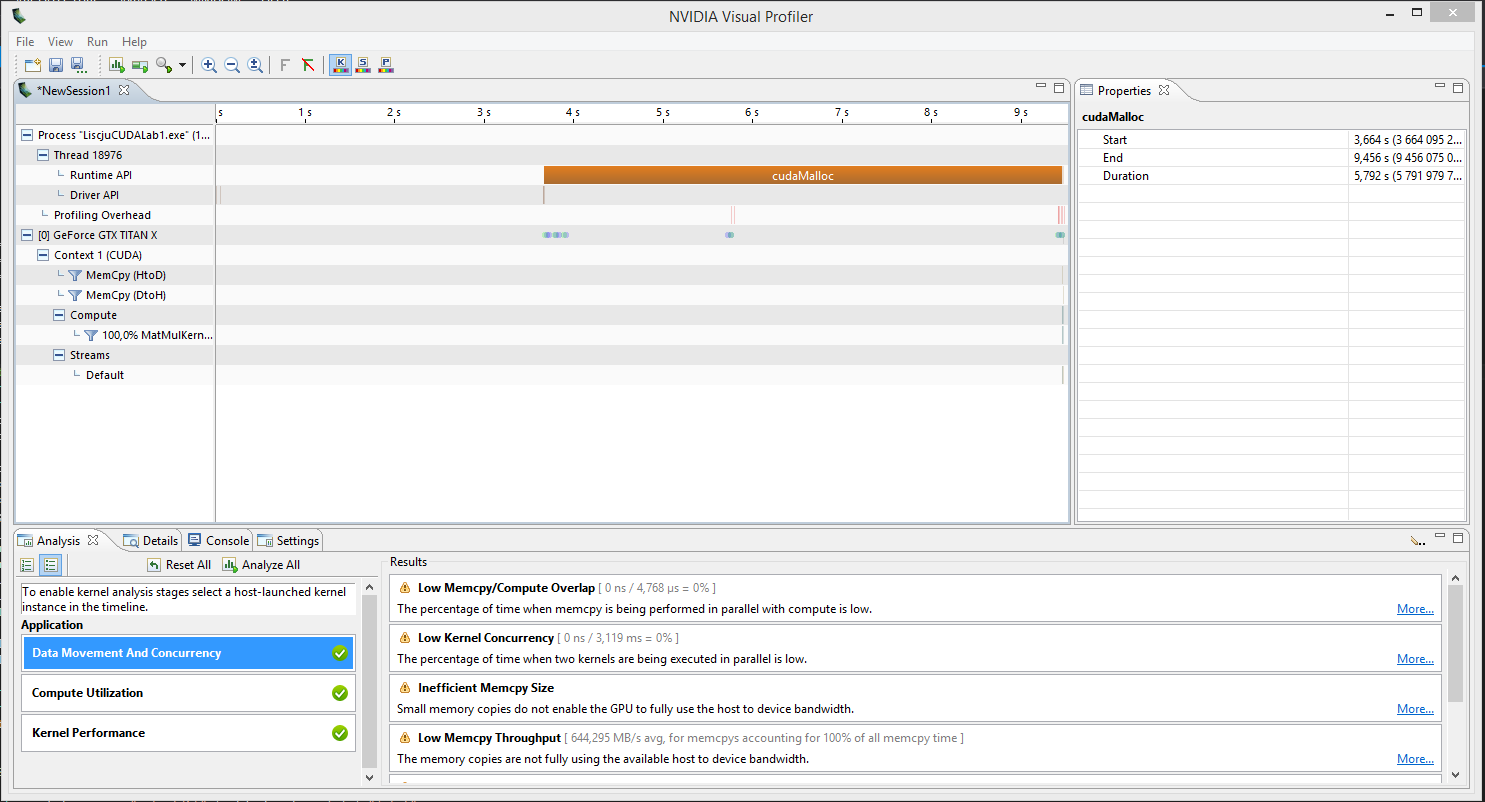 NVIDIA Visual Profiler
File View Run Help
*NewSession1
s 1 s 2 s 3 s 4 s 5 s 6 s 7 s 8 s 9 s
Process "LiscjuCUDALab1.exe" (1...
Thread 18976
Runtime API
cudaMalloc
Driver API
Profiling Overhead
[0] GeForce GTX TITAN X
Context 1 (CUDA)
MemCpy (HtoD)
MemCpy (DtoH)
Compute
100,0% MatMulKern...
Streams
Default
Properties
cudaMalloc
Start 3,664 s (3 664 095 2...
End 9,456 s (9 456 075 0...
Duration 5,792 s (5 791 979 7...
Analysis Details Console Settings
Reset All Analyze All
To enable kernel analysis stages select a host-launched kernel
instance in the timeline.
Application
Data Movement And Concurrency
Compute Utilization
Kernel Performance
Results
Low Memcpy/Compute Overlap [ 0 ns / 4,768 µs = 0% ]
The percentage of time when memcpy is being performed in parallel with compute is low. More...
Low Kernel Concurrency [ 0 ns / 3,119 ms = 0% ]
The percentage of time when two kernels are being executed in parallel is low. More...
Inefficient Memcpy Size
Small memory copies do not enable the GPU to fully use the host to device bandwidth. More...
Low Memcpy Throughput [ 644,295 MB/s avg, for memcpys accounting for 100% of all memcpy time ]
The memory copies are not fully using the available host to device bandwidth. More...